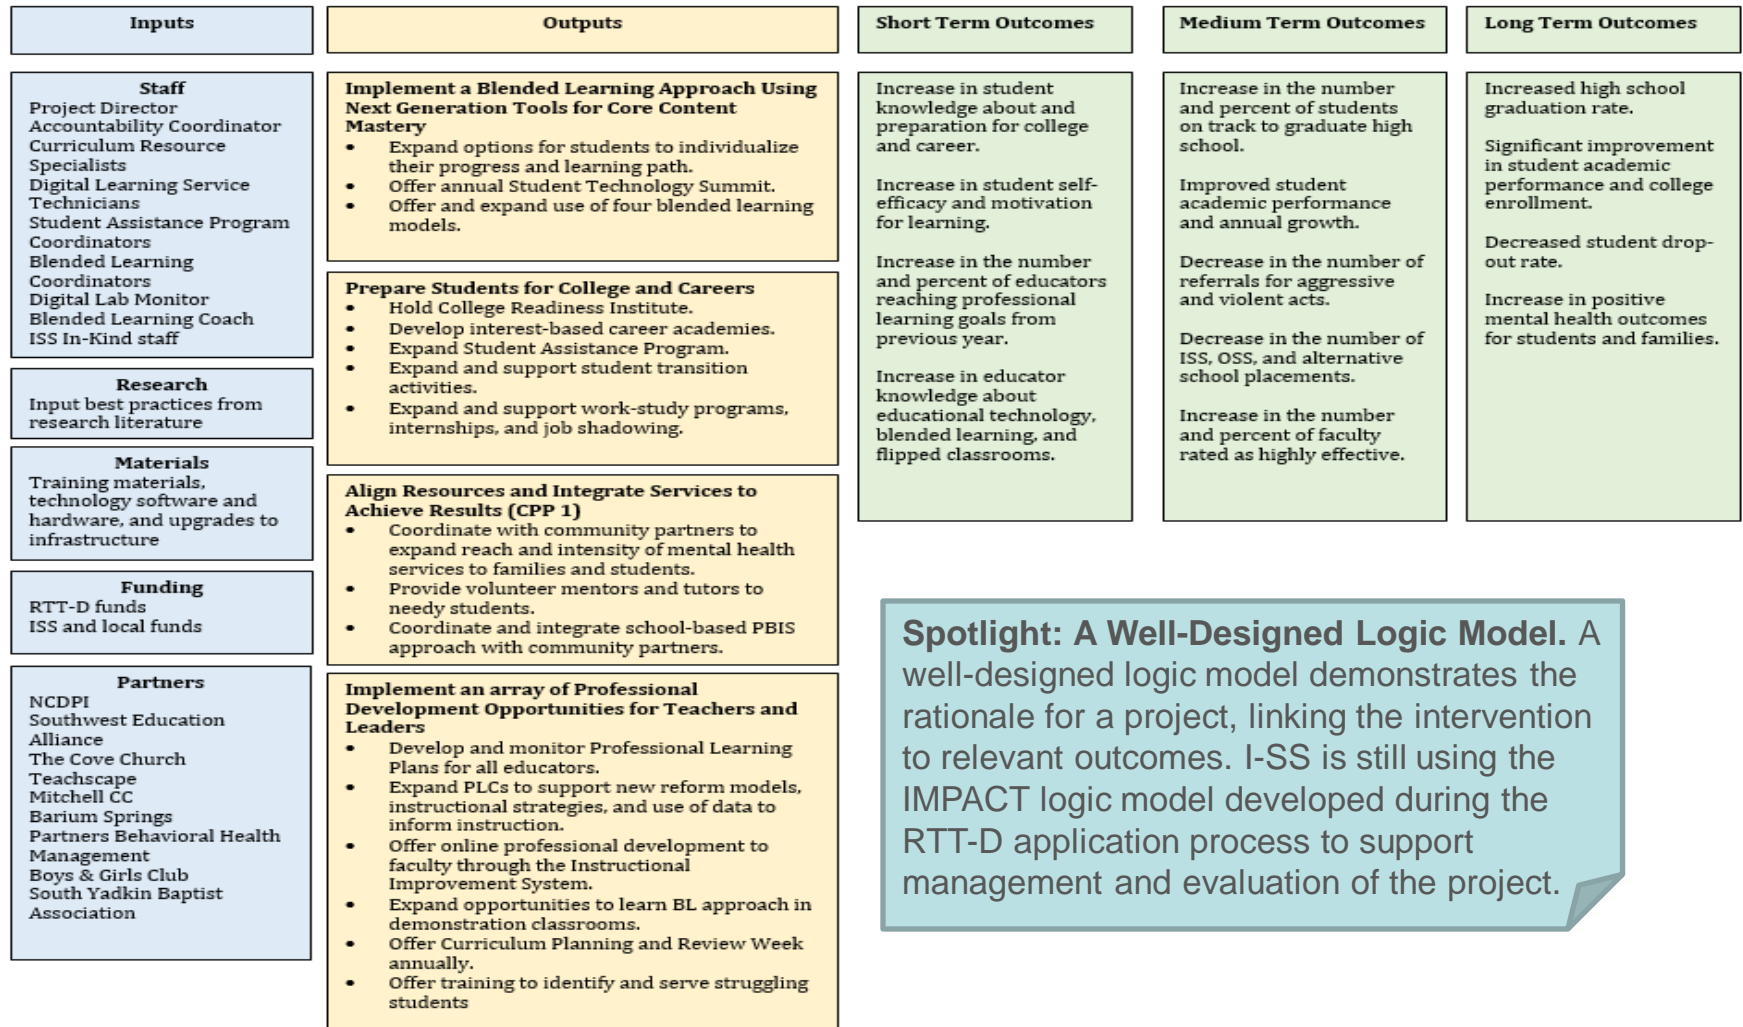 Inputs
Staff
Project Director
Accountability Coordinator
Curriculum Resource
Specialists
Digital Learning Service
Technicians
Student Assistance Program
Coordinators
Blended Learning
Coordinators
Digital Lab Monitor
Blended Learning Coach
ISS In-Kind staff
Research
Input best practices from
research literature
Materials
Training materials,
technology software and
hardware, and upgrades to
infrastructure
Funding
RTT-D funds
ISS and local funds
Partners
NCDPI
Southwest Education
Alliance
The Cove Church
Teachscape
Mitchell CC
Barium Springs
Partners Behavioral Health
Management
Boys & Girls Club
South Yadkin Baptist
Association
Outputs
Implement a Blended Learning Approach Using
Next Generation Tools for Core Content
Mastery
• Expand options for students to individualize
their progress and learning path.
• Offer annual Student Technology Summit.
• Offer and expand use of four blended learning
models.
Prepare Students for College and Careers
• Hold College Readiness Institute.
• Develop interest-based career academies.
• Expand Student Assistance Program.
• Expand and support student transition
activities.
• Expand and support work-study programs,
internships, and job shadowing.
Align Resources and Integrate Services to
Achieve Results (CPP 1)
• Coordinate with community partners to
expand reach and intensity of mental health
services to families and students.
• Provide volunteer mentors and tutors to
needy students.
• Coordinate and integrate school-based PBIS
approach with community partners.
Implement an array of Professional
Development Opportunities for Teachers and
Leaders
• Develop and monitor Professional Learning
Plans for all educators.
• Expand PLCs to support new reform models,
instructional strategies, and use of data to
inform instruction.
• Offer online professional development to
faculty through the Instructional
Improvement System.
• Expand opportunities to learn BL approach in
demonstration classrooms.
• Offer Curriculum Planning and Review Week
annually.
• Offer training to identify and serve struggling
students
Short Term Outcomes
Increase in student
knowledge about and
preparation for college
and career.
Increase in student self-
efficacy and motivation
for learning.
Increase in the number
and percent of educators
reaching professional
learning goals from
previous year.
Increase in educator
knowledge about
educational technology,
blended learning, and
flipped classrooms.
Medium Term Outcomes
Increase in the number
and percent of students
on track to graduate high
school.
Improved student
academic performance
and annual growth.
Decrease in the number of
referrals for aggressive
and violent acts.
Decrease in the number of
ISS, OSS, and alternative
school placements.
Increase in the number
and percent of faculty
rated as highly effective.
Long Term Outcomes
Increased high school
graduation rate.
Significant improvement
in student academic
performance and college
enrollment.
Decreased student drop-
out rate.
Increase in positive
mental health outcomes
for students and families.
Spotlight: A Well-Designed Logic Model. A
well-designed logic model demonstrates the
rationale for a project, linking the intervention
to relevant outcomes. I-SS is still using the
IMPACT logic model developed during the
RTT-D application process to support
management and evaluation of the project.